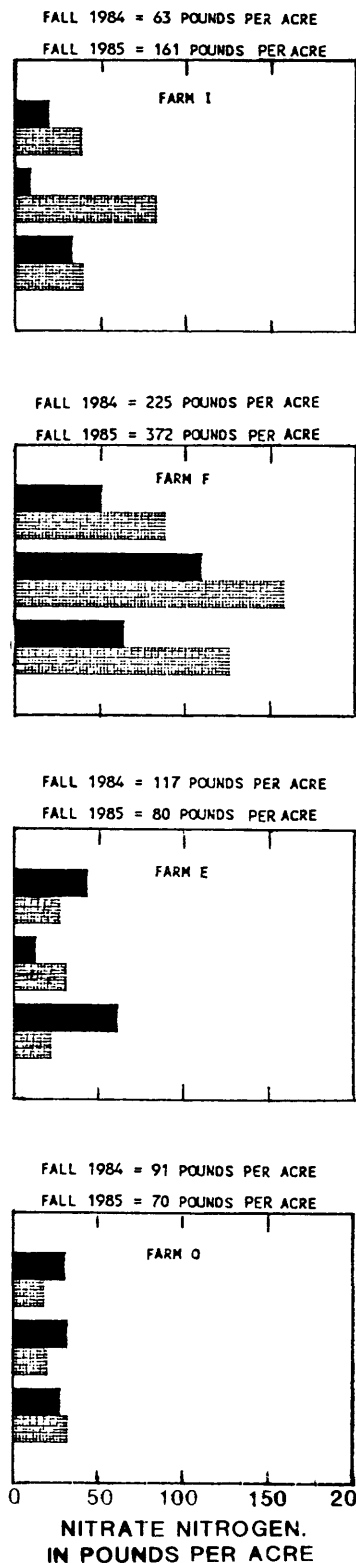 FALL 1984 = 63 POUNDS PER ACRE
FALL 1985 = 161 POUNDS PER ACRE
FARM I
FALL 1984 = 225 POUNDS PER ACRE
FALL 1985 = 372 POUNDS PER ACRE
FARM F
FALL 1984 = 117 POUNDS PER ACRE
FALL 1985 = 80 POUNDS PER ACRE
FARM E
FALL 1984 = 91 POUNDS PER ACRE
FALL 1985 = 70 POUNDS PER ACRE
FARM O
0 50 100 150 20
NITRATE NITROGEN.
IN POUNDS PER ACRE